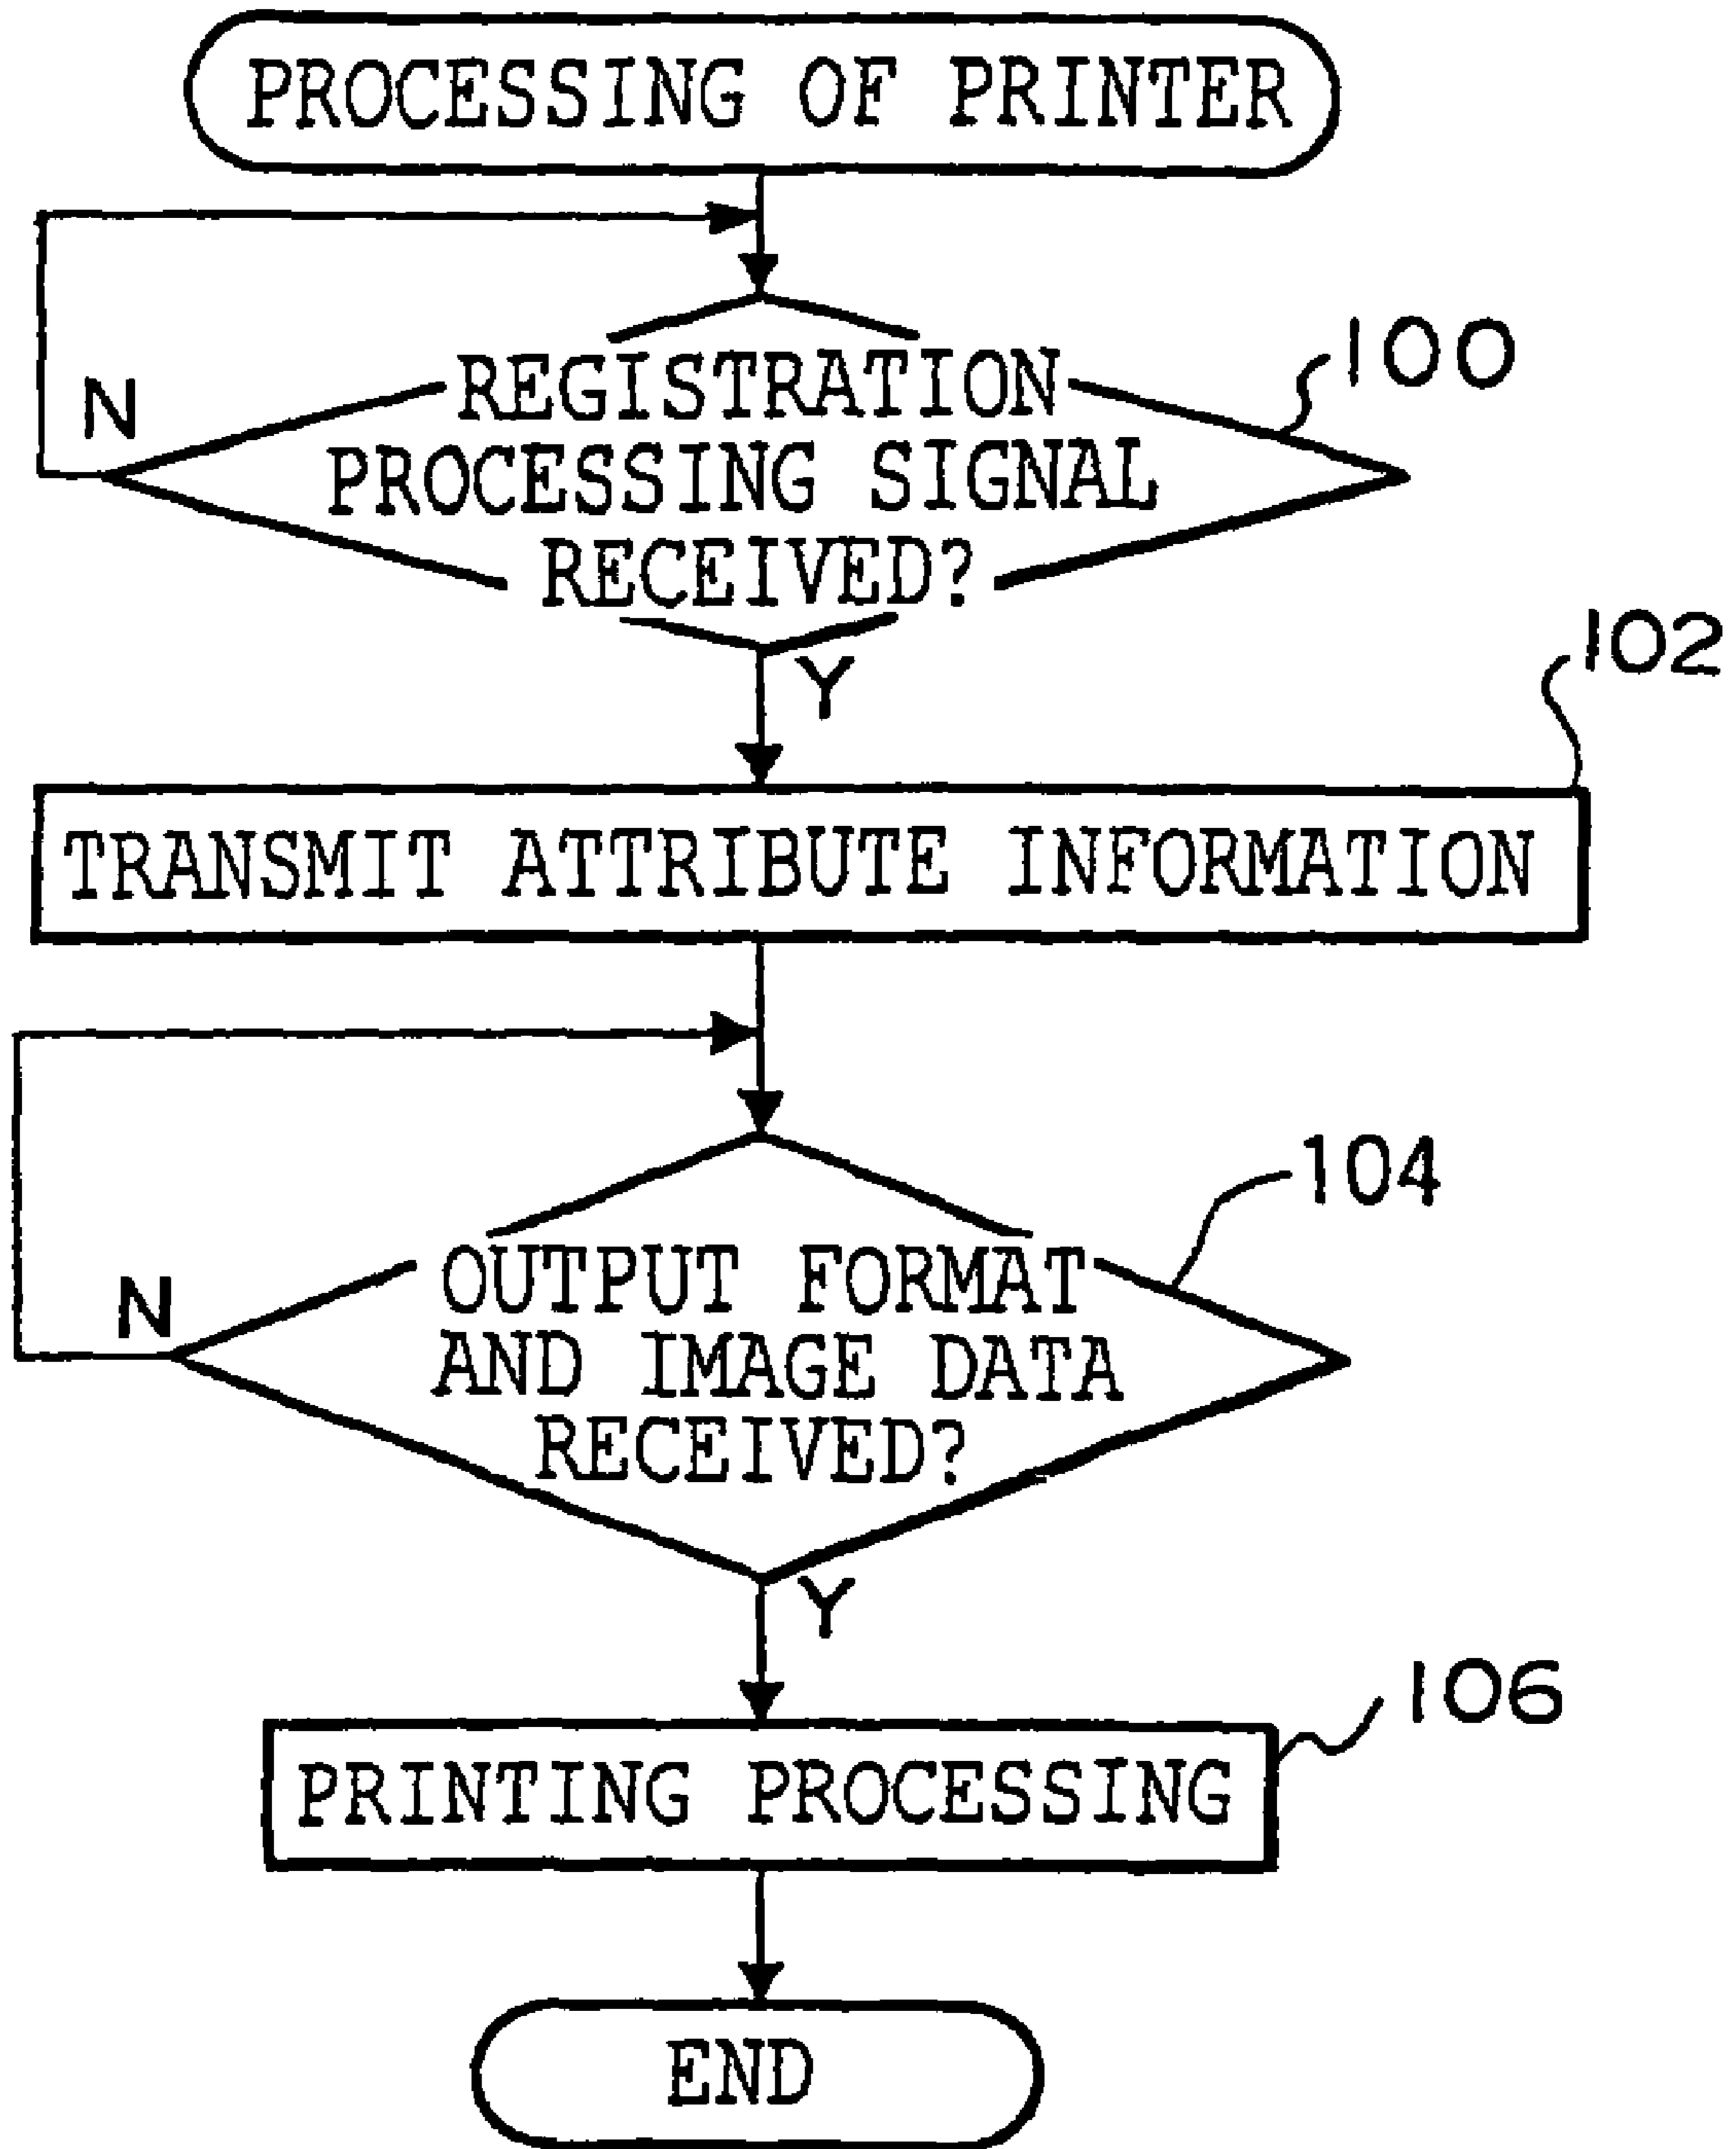 PROCESSING OF PRINTER
REGISTRATION
PROCESSING SIGNAL
RECEIVED?
100
N
Y
102
TRANSMIT ATTRIBUTE INFORMATION
104
OUTPUT FORMAT
AND IMAGE DATA
RECEIVED?
N
Y
106
PRINTING PROCESSING
END